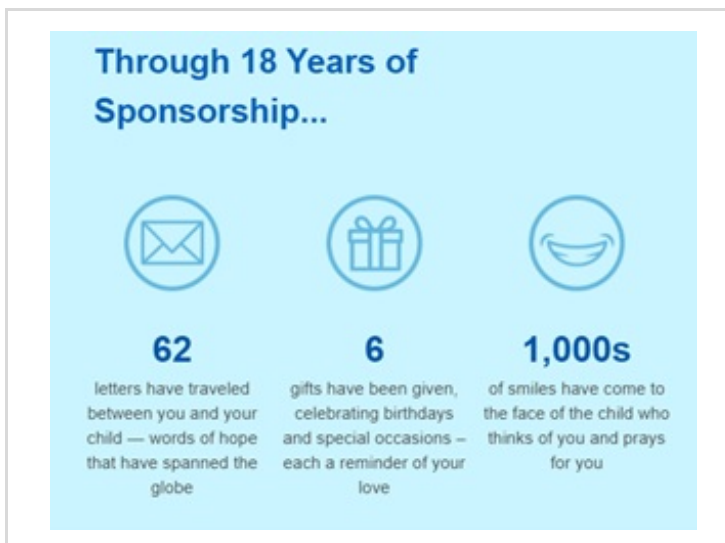 Through 18 Years of
Sponsorship...
62
letters have traveled
between you and your
child — words of hope
that have spanned the
globe
6
gifts have been given,
celebrating birthdays
and special occasions –
each a reminder of your
love
1,000s
of smiles have come to
the face of the child who
thinks of you and prays
for you